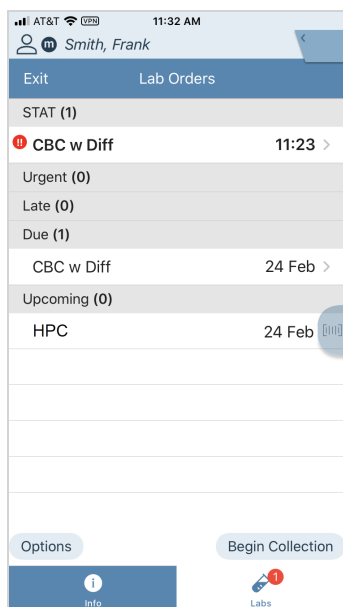 AT&T VPN 11:32 AM
m Smith, Frank
Exit Lab Orders
STAT (1)
!! CBC w Diff 11:23
Urgent (0)
Late (0)
Due (1)
CBC w Diff 24 Feb
Upcoming (0)
HPC 24 Feb
Options Begin Collection
i 1
Info Labs